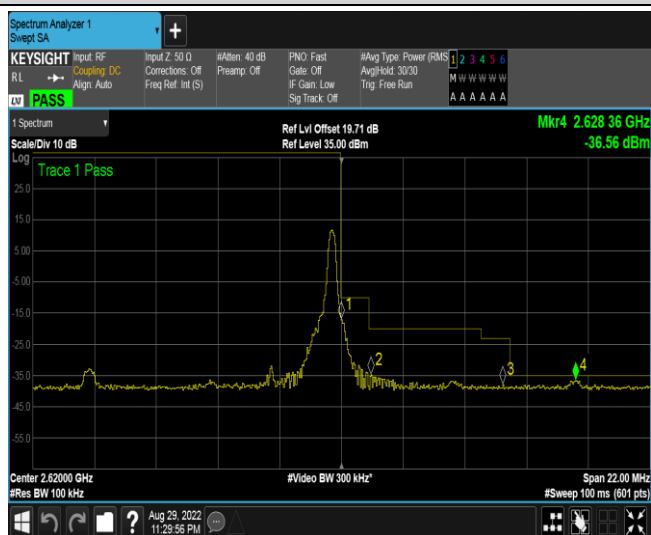 Spectrum Analyzer 1
Swept SA
+
KEYSIGHT
RL
PASS
Input: RF
Coupling: DC
Align: Auto
Input Z: 50 Ω
Corrections: Off
Freq Ref: Int (S)
#Atten: 40 dB
Preamp: Off
PNO: Fast
Gate: Off
IF Gain: Low
Sig Track: Off
#Avg Type: Power (RMS
Avg|Hold: 30/30
Trig: Free Run
1 2 3 4 5 6
M W W W W W
A A A A A A
1 Spectrum
Scale/Div 10 dB
Ref Lvl Offset 19.71 dB
Ref Level 35.00 dBm
Mkr4 2.628 36 GHz
-36.56 dBm
Log
Trace 1 Pass
25.0
15.0
5.00
-5.00
-15.0
-25.0
-35.0
-45.0
-55.0
1
2
3
4
Center 2.62000 GHz
#Res BW 100 kHz
#Video BW 300 kHz*
Span 22.00 MHz
#Sweep 100 ms (601 pts)
?
Aug 29, 2022
11:29:56 PM